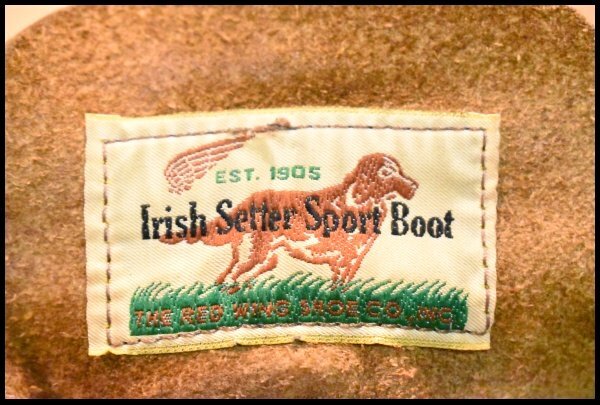 EST. 1905
Irish Setter Sport Boot
THE RED WING SHOE CO., INC.